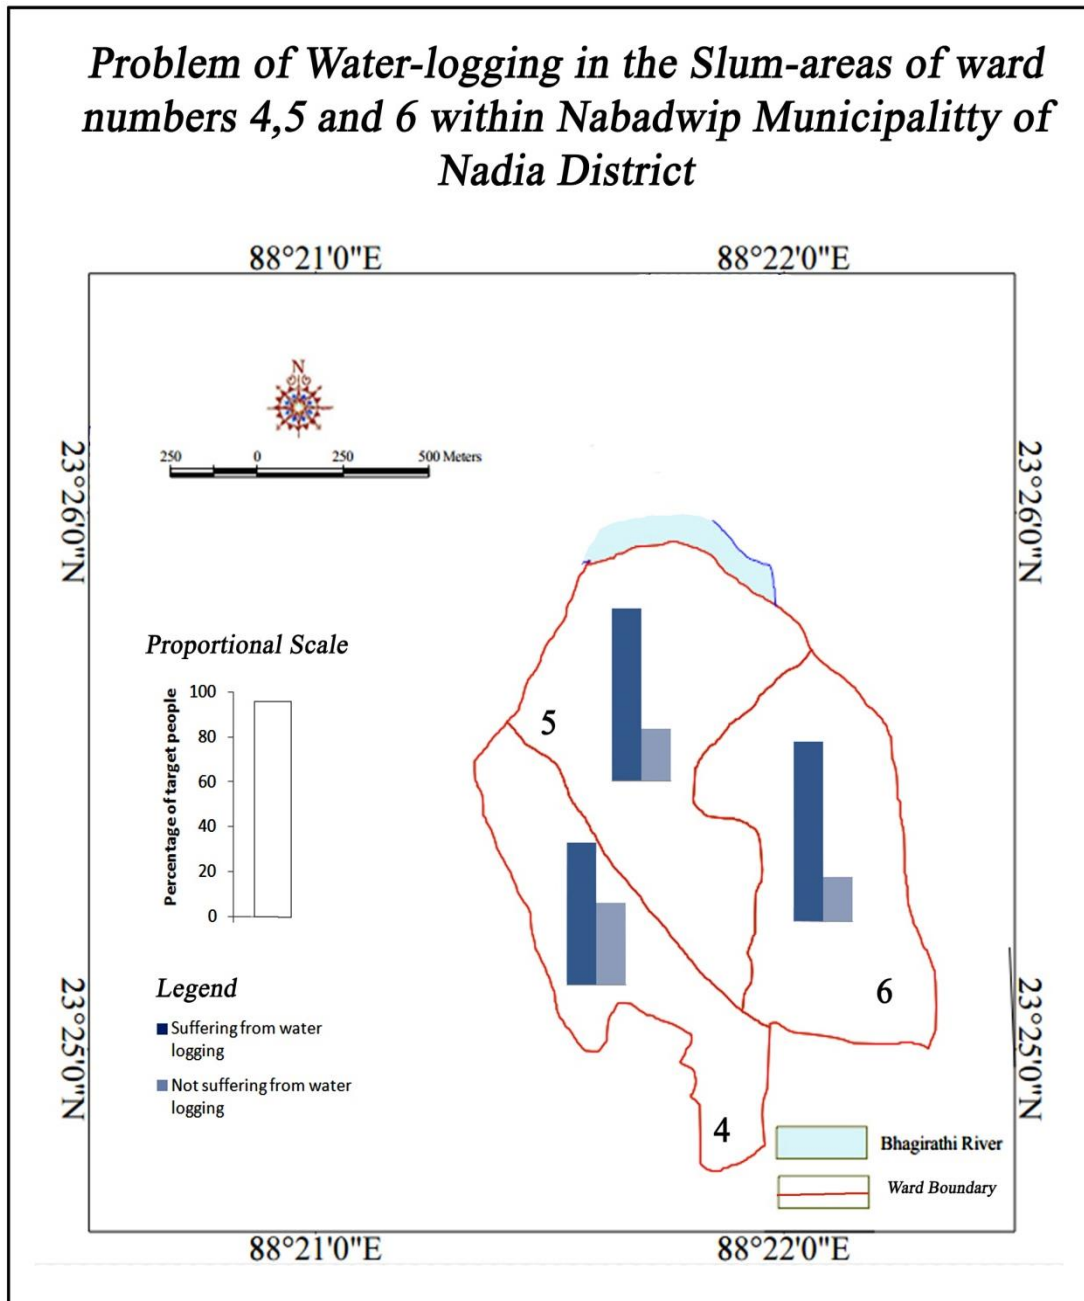 Problem of Water-logging in the Slum-areas of ward
numbers 4,5 and 6 within Nabadwip Municipalitty of
Nadia District
88°21'0"E
88°22'0"E
N
250 0 250 500 Meters
23°26'0"N
23°26'0"N
Proportional Scale
Percentage of target people
100
80
60
40
20
0
5
6
4
Legend
Suffering from water
logging
Not suffering from water
logging
23°25'0"N
23°25'0"N
Bhagirathi River
Ward Boundary
88°21'0"E
88°22'0"E